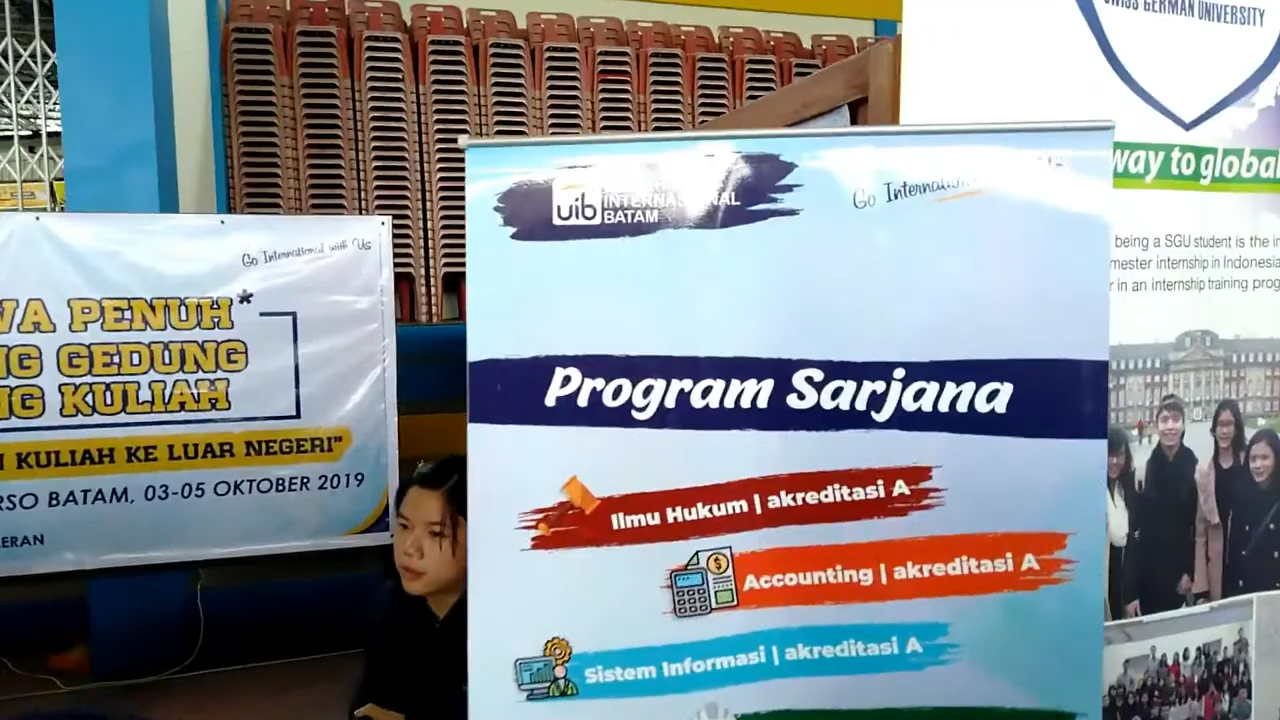 Go International with Us
WA PENUH*
NG GEDUNG
NG KULIAH
KULIAH KE LUAR NEGERI"
RSO BATAM, 03-05 OKTOBER 2019
ERAN
uib
INTERNASIONAL
BATAM
Go International
Program Sarjana
Ilmu Hukum | akreditasi A
Accounting | akreditasi A
Sistem Informasi | akreditasi A
SWISS GERMAN UNIVERSITY
way to global
being a SGU student is the
mester internship in Indonesia
r in an internship training prog